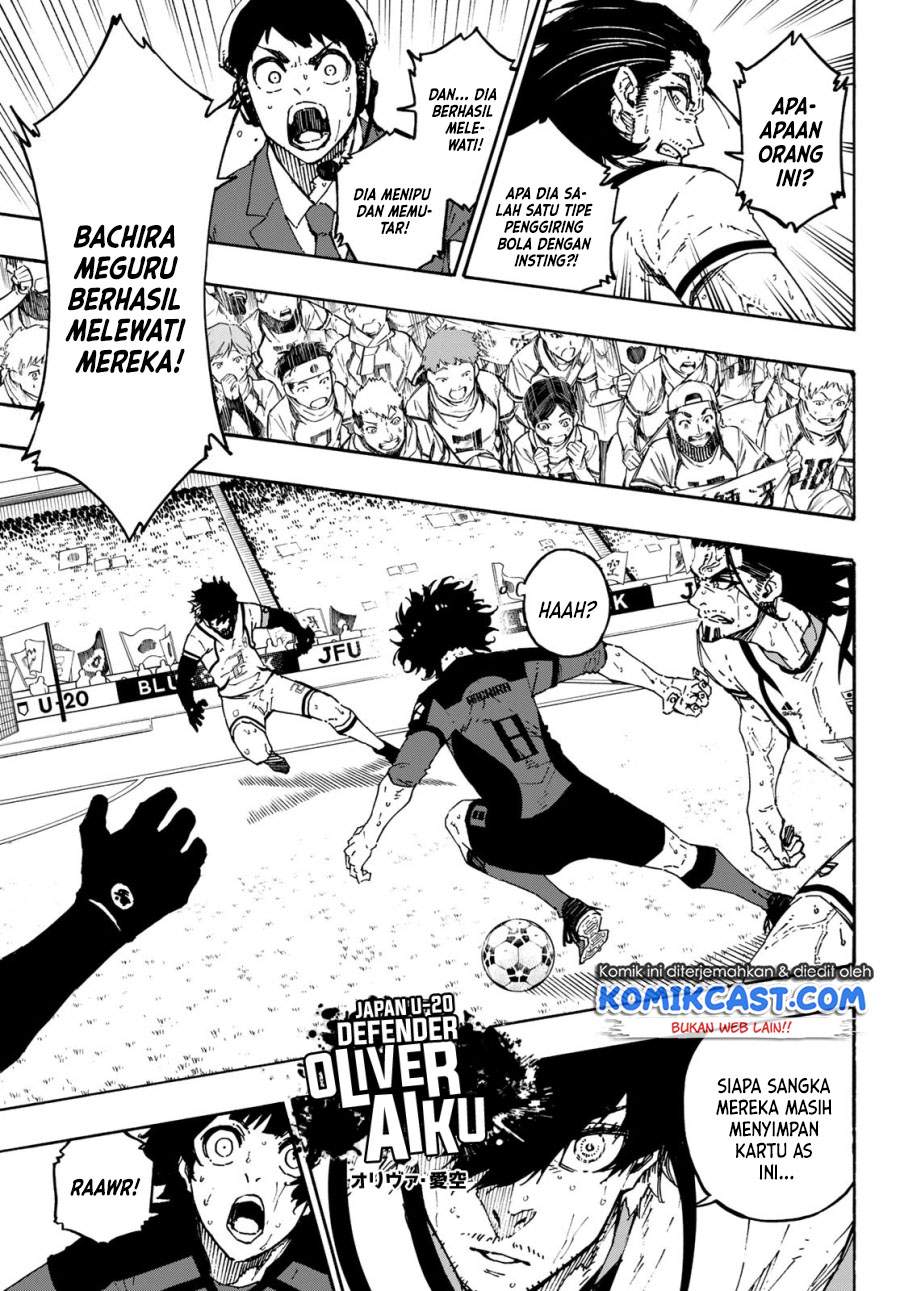 APA-
APAAN
ORANG
INI?
APA DIA SA-
LAH SATU TIPE
PENGGIRING
BOLA DENGAN
INSTING?!
DAN... DIA
BERHASIL
MELE-
WATI!
DIA MENIPU
DAN MEMU-
TAR!
BACHIRA
MEGURU
BERHASIL
MELEWATI
MEREKA!
10
HAAH?
U-20
BLU
JFU
K
J
BACHIRA
8
Komik ini diterjemahkan & diedit oleh
KOMIKCAST.COM
BUKAN WEB LAIN!!
JAPAN U-20
DEFENDER
OLIVER
AIKU
オリヴァ・愛空
SIAPA SANGKA
MEREKA MASIH
MENYIMPAN
KARTU AS
INI...
RAAWR!